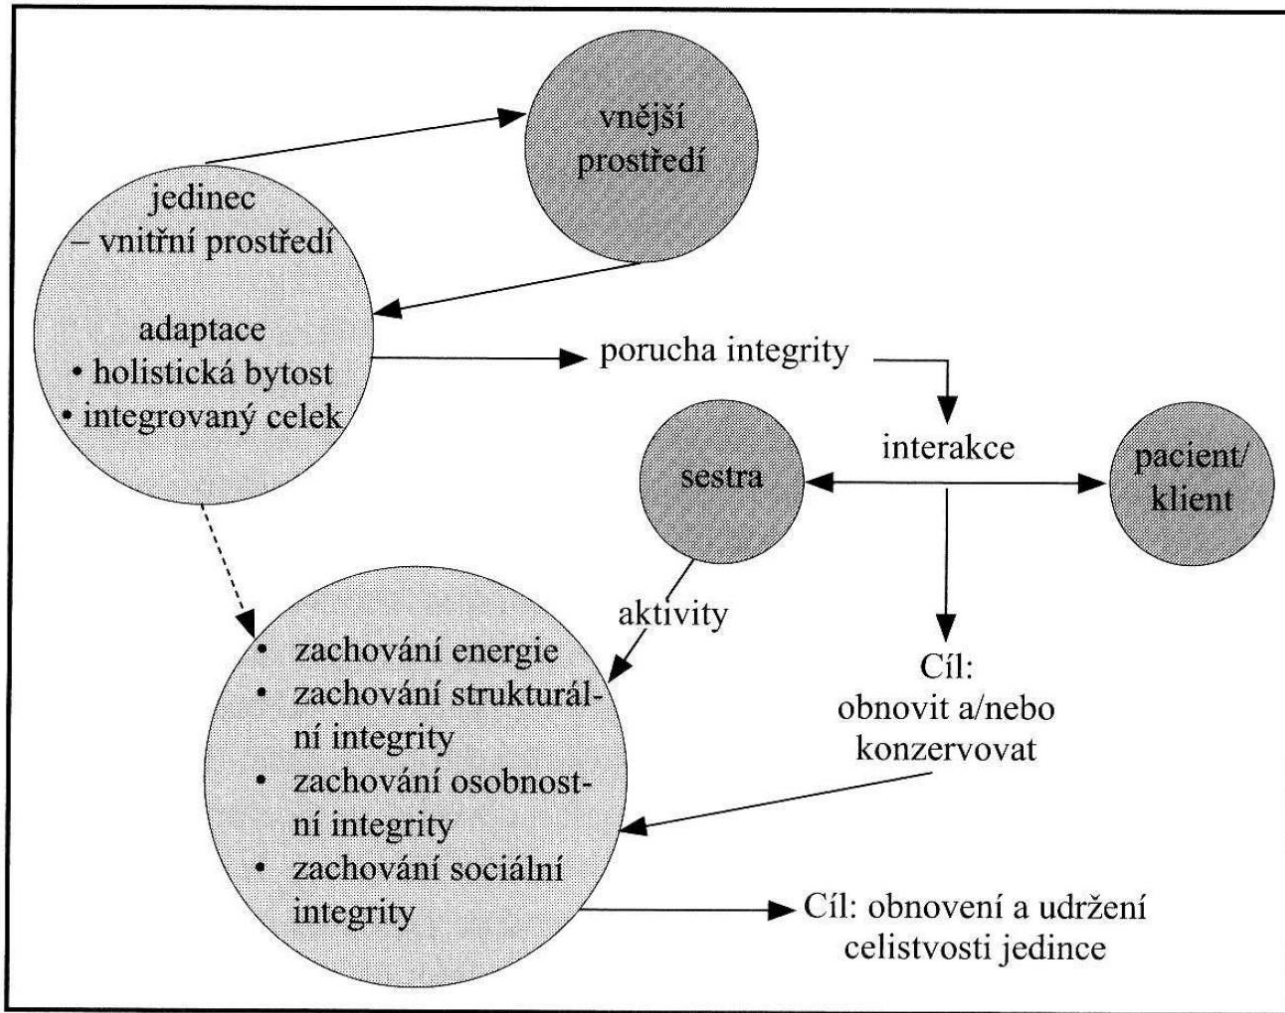 vnější
prostředí
jedinec
– vnitřní prostředí
adaptace
• holistická bytost
• integrovaný celek
porucha integrity
interakce
sestra
pacient/
klient
aktivity
• zachování energie
• zachování strukturál-
ní integrity
• zachování osobnost-
ní integrity
• zachování sociální
integrity
Cíl:
obnovit a/nebo
konzervovat
Cíl: obnovení a udržení
celistvosti jedince